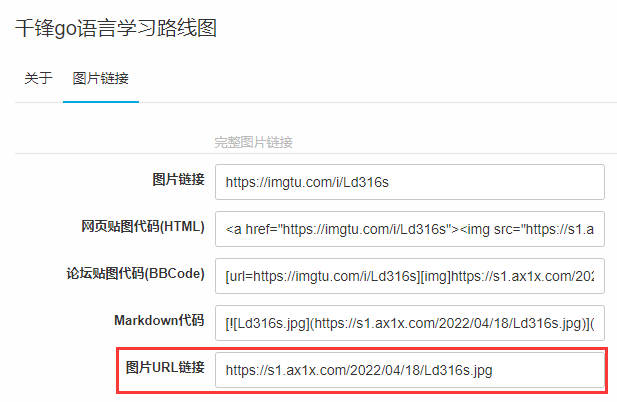 千锋go语言学习路线图
关于 图片链接
完整图片链接
图片链接 https://imgtu.com/i/Ld316s
网页贴图代码(HTML) <a href="https://imgtu.com/i/Ld316s"><img src="https://s1.a
论坛贴图代码(BBCode) [url=https://imgtu.com/i/Ld316s][img]https://s1.ax1x.com/202
Markdown代码 [![Ld316s.jpg](https://s1.ax1x.com/2022/04/18/Ld316s.jpg)](
图片URL链接 https://s1.ax1x.com/2022/04/18/Ld316s.jpg